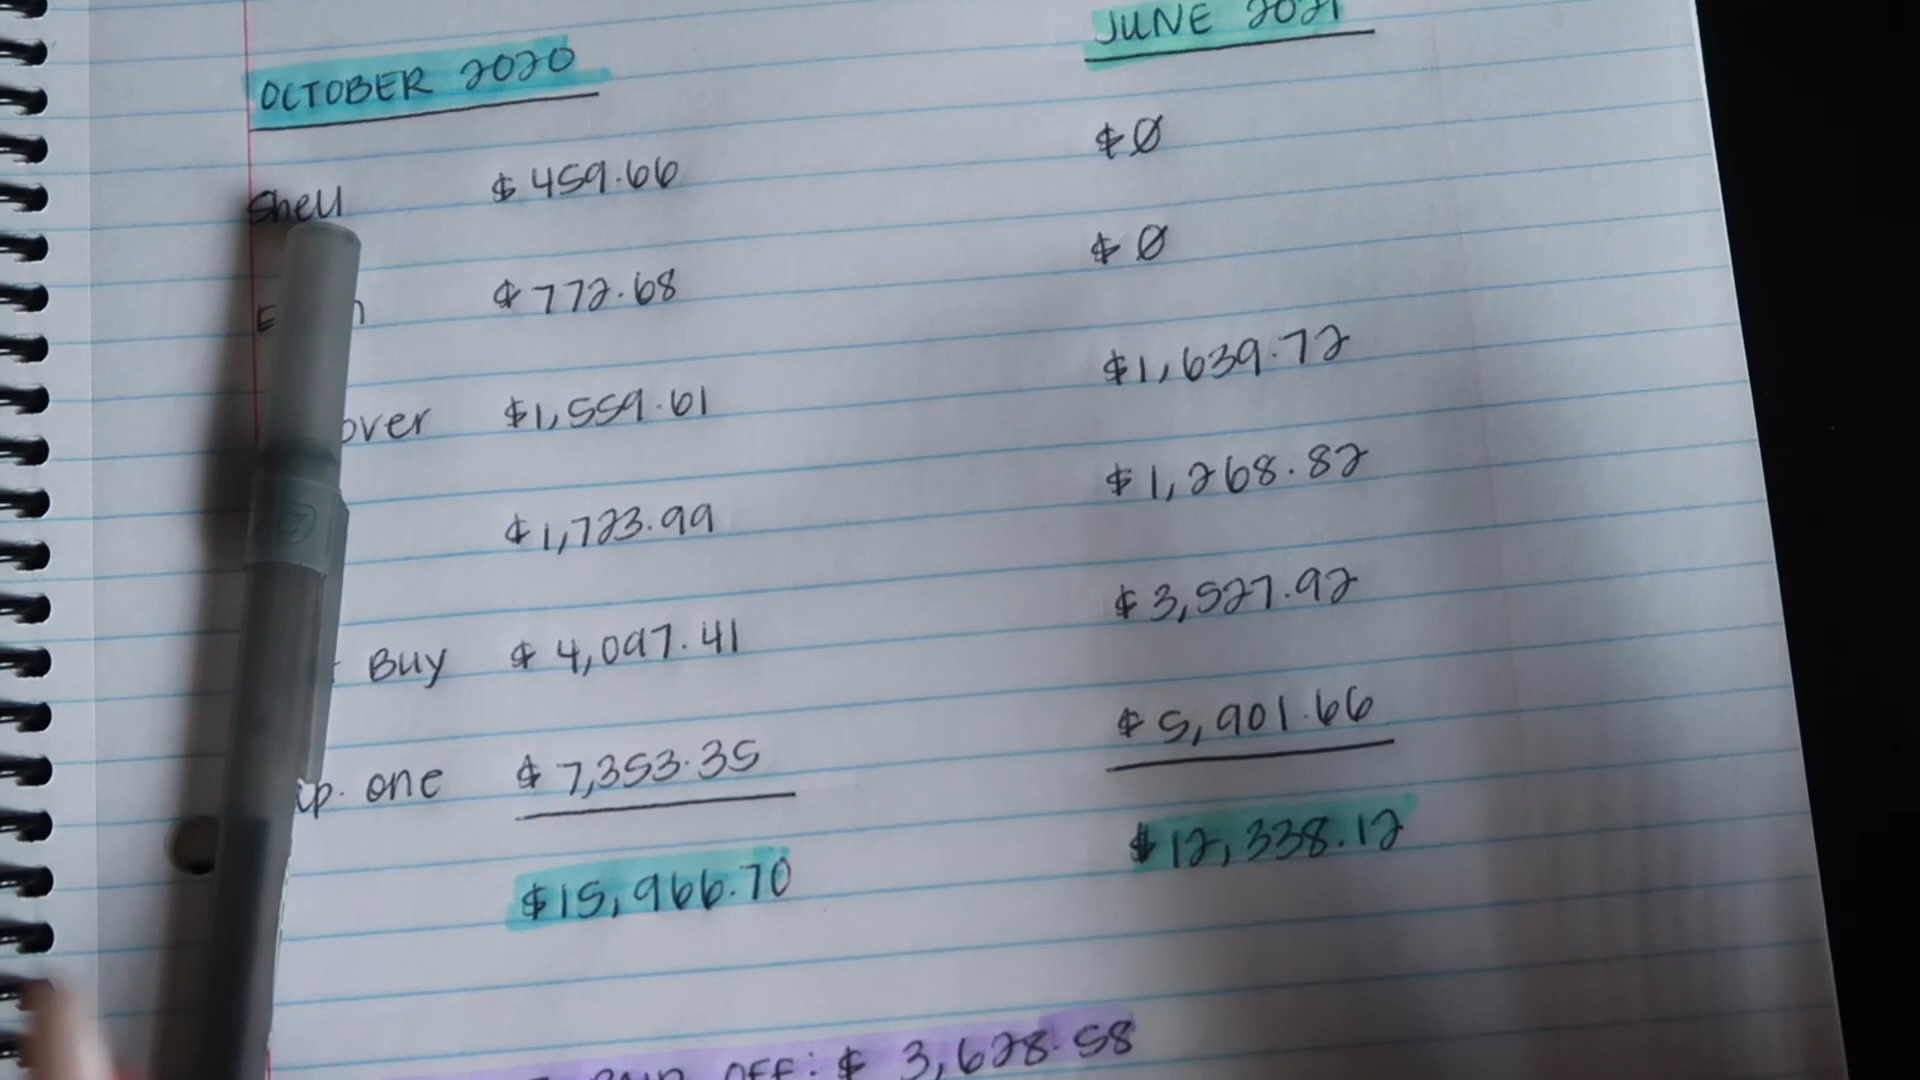 OCTOBER 2020 JUNE 2021
Shell $459.66 $0
$772.68 $0
over $1,559.61 $1,639.72
$1,723.99 $1,268.82
Buy $4,097.41 $3,527.92
one $7,353.35 $5,901.66
$15,966.70 $12,338.12
OFF: $3,628.58